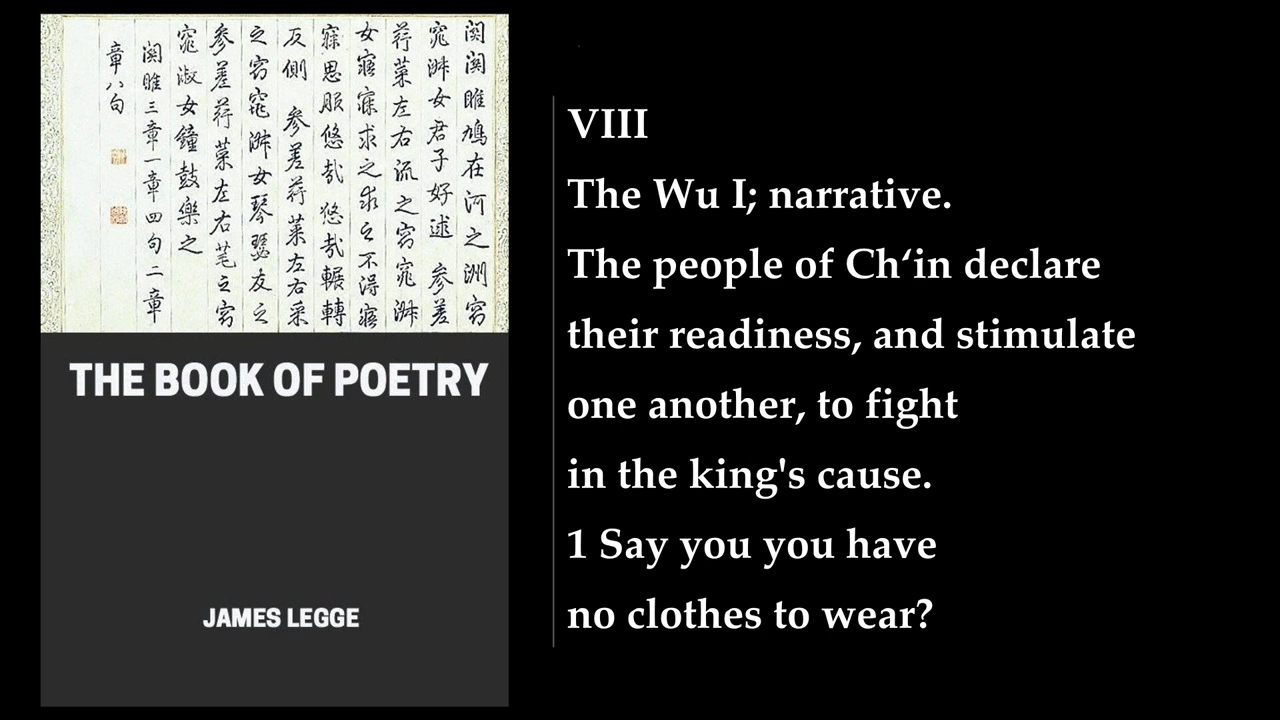 關關雎鳩在河之洲窈
窕淑女君子好逑 參差
荇菜左右流之窈窕淑
女寤寐求之求之不得寤
寐思服悠哉悠哉輾轉
反側 參差荇菜左右采
之窈窕淑女琴瑟友之
參差荇菜左右芼之窈
窕淑女鐘鼓樂之
關雎三章一章四句二章
章八句
THE BOOK OF POETRY
JAMES LEGGE
VIII
The Wu I; narrative.
The people of Ch‘in declare
their readiness, and stimulate
one another, to fight
in the king's cause.
1 Say you you have
no clothes to wear?